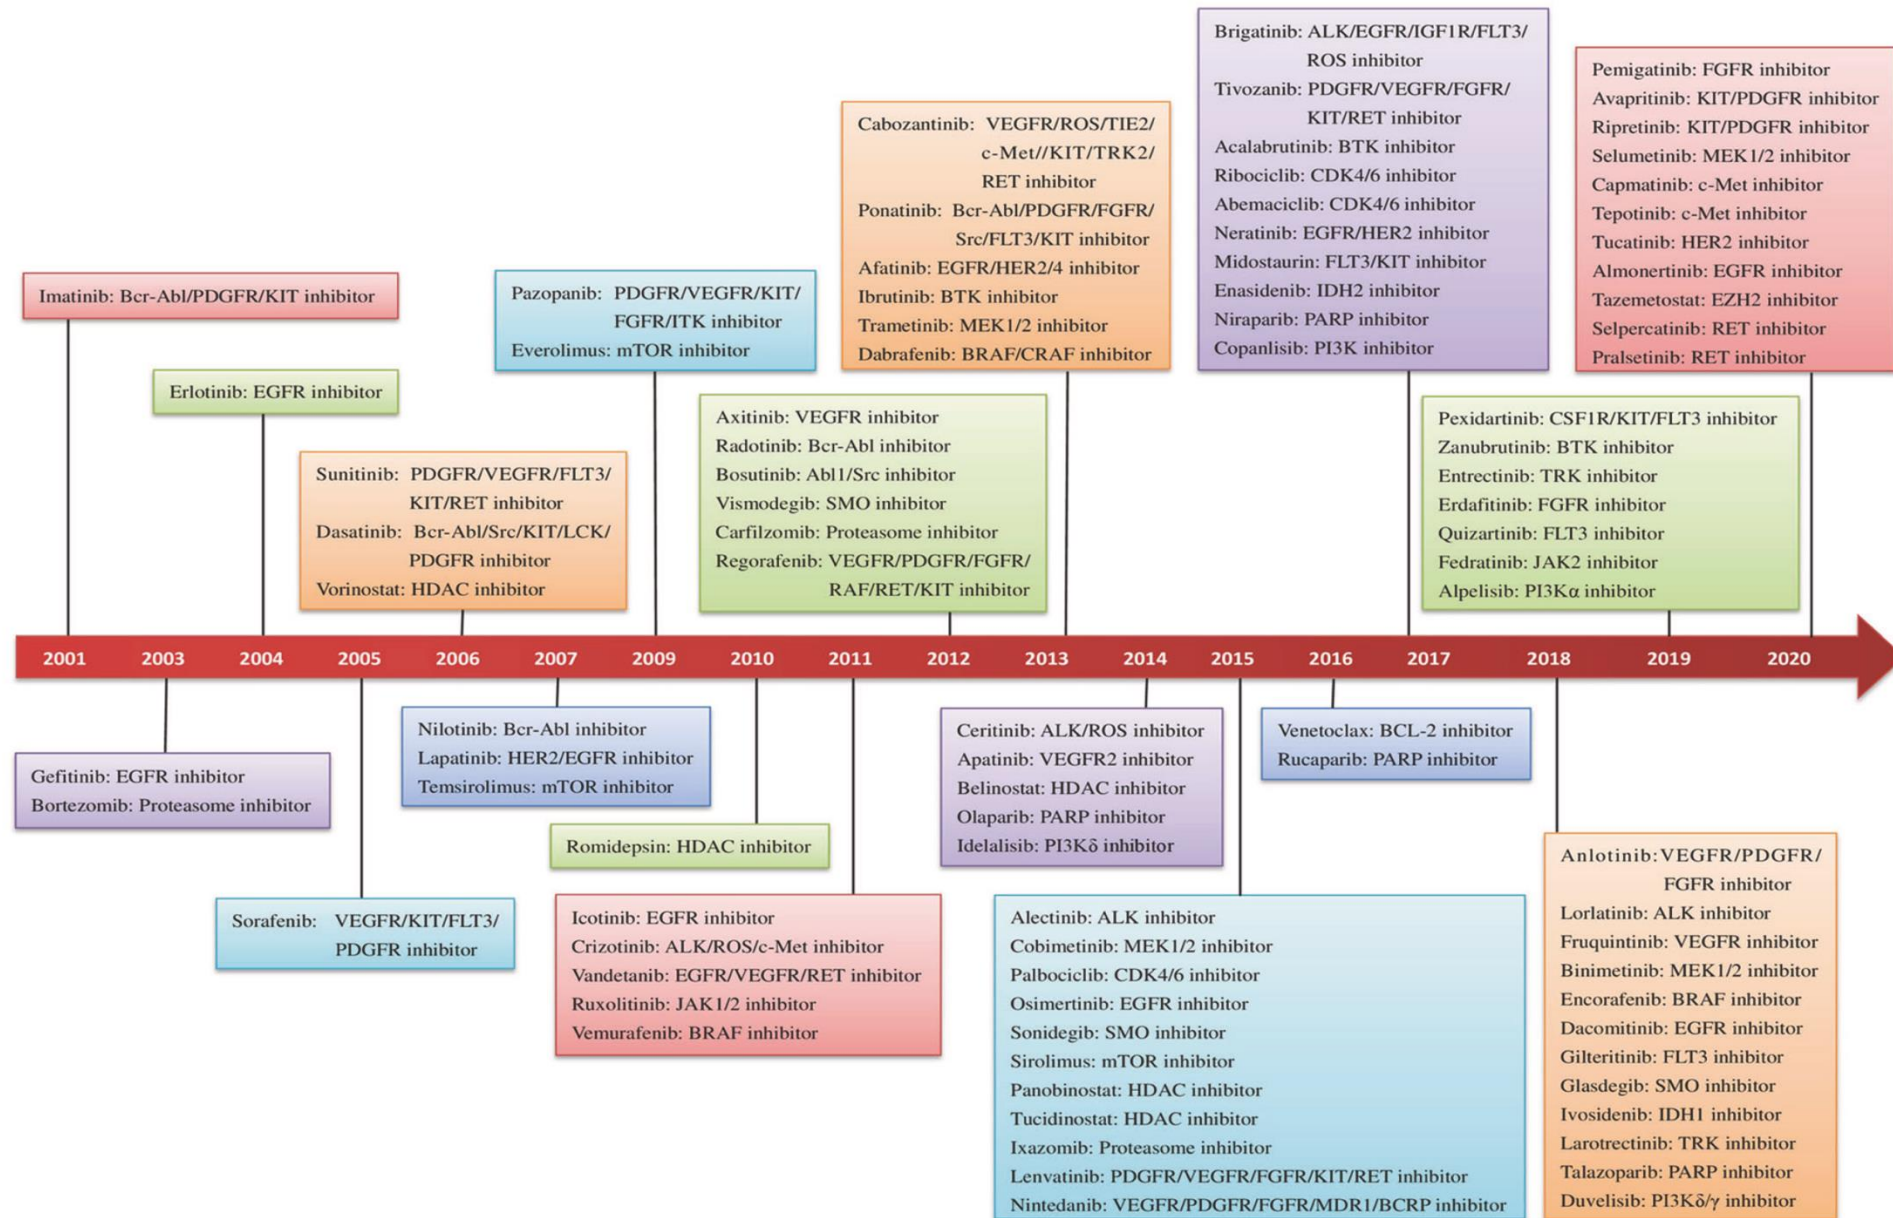 Brigatinib: ALK/EGFR/IGF1R/FLT3/
ROS inhibitor
Tivozanib: PDGFR/VEGFR/FGFR/
KIT/RET inhibitor
Acalabrutinib: BTK inhibitor
Ribociclib: CDK4/6 inhibitor
Abemaciclib: CDK4/6 inhibitor
Neratinib: EGFR/HER2 inhibitor
Midostaurin: FLT3/KIT inhibitor
Enasidenib: IDH2 inhibitor
Niraparib: PARP inhibitor
Copanlisib: PI3K inhibitor
Pemigatinib: FGFR inhibitor
Avapritinib: KIT/PDGFR inhibitor
Ripretinib: KIT/PDGFR inhibitor
Selumetinib: MEK1/2 inhibitor
Capmatinib: c-Met inhibitor
Tepotinib: c-Met inhibitor
Tucatinib: HER2 inhibitor
Almonertinib: EGFR inhibitor
Tazemetostat: EZH2 inhibitor
Selpercatinib: RET inhibitor
Pralsetinib: RET inhibitor
Cabozantinib: VEGFR/ROS/TIE2/
c-Met//KIT/TRK2/
RET inhibitor
Ponatinib: Bcr-Abl/PDGFR/FGFR/
Src/FLT3/KIT inhibitor
Afatinib: EGFR/HER2/4 inhibitor
Ibrutinib: BTK inhibitor
Trametinib: MEK1/2 inhibitor
Dabrafenib: BRAF/CRAF inhibitor
Imatinib: Bcr-Abl/PDGFR/KIT inhibitor
Pazopanib: PDGFR/VEGFR/KIT/
FGFR/ITK inhibitor
Everolimus: mTOR inhibitor
Erlotinib: EGFR inhibitor
Axitinib: VEGFR inhibitor
Radotinib: Bcr-Abl inhibitor
Bosutinib: Abl1/Src inhibitor
Vismodegib: SMO inhibitor
Carfilzomib: Proteasome inhibitor
Regorafenib: VEGFR/PDGFR/FGFR/
RAF/RET/KIT inhibitor
Pexidartinib: CSF1R/KIT/FLT3 inhibitor
Zanubrutinib: BTK inhibitor
Entrectinib: TRK inhibitor
Erdafitinib: FGFR inhibitor
Quizartinib: FLT3 inhibitor
Fedratinib: JAK2 inhibitor
Alpelisib: PI3Kα inhibitor
Sunitinib: PDGFR/VEGFR/FLT3/
KIT/RET inhibitor
Dasatinib: Bcr-Abl/Src/KIT/LCK/
PDGFR inhibitor
Vorinostat: HDAC inhibitor
2001 2003 2004 2005 2006 2007 2009 2010 2011 2012 2013 2014 2015 2016 2017 2018 2019 2020
Gefitinib: EGFR inhibitor
Bortezomib: Proteasome inhibitor
Nilotinib: Bcr-Abl inhibitor
Lapatinib: HER2/EGFR inhibitor
Temsirolimus: mTOR inhibitor
Ceritinib: ALK/ROS inhibitor
Apatinib: VEGFR2 inhibitor
Belinostat: HDAC inhibitor
Olaparib: PARP inhibitor
Idelalisib: PI3Kδ inhibitor
Venetoclax: BCL-2 inhibitor
Rucaparib: PARP inhibitor
Romidepsin: HDAC inhibitor
Sorafenib: VEGFR/KIT/FLT3/
PDGFR inhibitor
Icotinib: EGFR inhibitor
Crizotinib: ALK/ROS/c-Met inhibitor
Vandetanib: EGFR/VEGFR/RET inhibitor
Ruxolitinib: JAK1/2 inhibitor
Vemurafenib: BRAF inhibitor
Alectinib: ALK inhibitor
Cobimetinib: MEK1/2 inhibitor
Palbociclib: CDK4/6 inhibitor
Osimertinib: EGFR inhibitor
Sonidegib: SMO inhibitor
Sirolimus: mTOR inhibitor
Panobinostat: HDAC inhibitor
Tucidinostat: HDAC inhibitor
Ixazomib: Proteasome inhibitor
Lenvatinib: PDGFR/VEGFR/FGFR/KIT/RET inhibitor
Nintedanib: VEGFR/PDGFR/FGFR/MDR1/BCRP inhibitor
Anlotinib:VEGFR/PDGFR/
FGFR inhibitor
Lorlatinib: ALK inhibitor
Fruquintinib: VEGFR inhibitor
Binimetinib: MEK1/2 inhibitor
Encorafenib: BRAF inhibitor
Dacomitinib: EGFR inhibitor
Gilteritinib: FLT3 inhibitor
Glasdegib: SMO inhibitor
Ivosidenib: IDH1 inhibitor
Larotrectinib: TRK inhibitor
Talazoparib: PARP inhibitor
Duvelisib: PI3Kδ/γ inhibitor